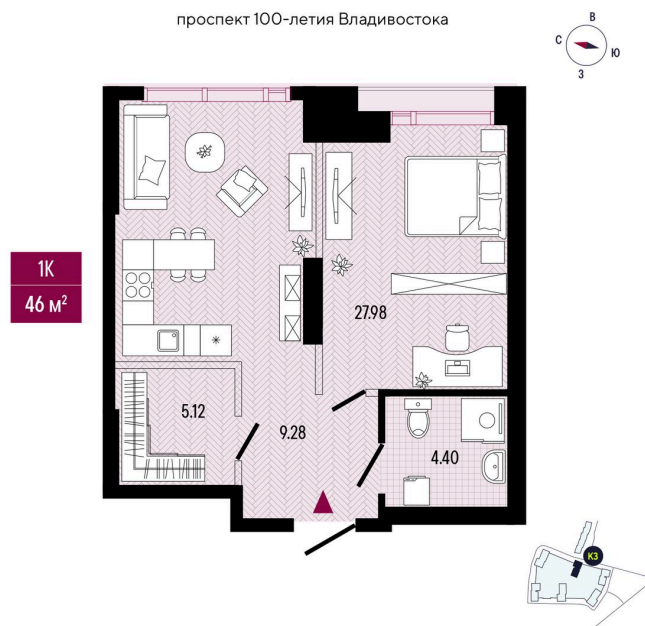 проспект 100-летия Владивостока
В
С
Ю
З
1К
46 м²
27.98
5.12
9.28
4.40
К3